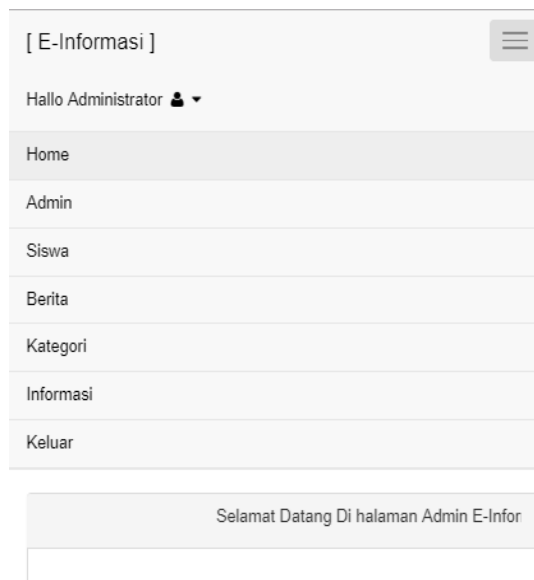 [ E-Informasi ]
Hallo Administrator
Home
Admin
Siswa
Berita
Kategori
Informasi
Keluar
Selamat Datang Di halaman Admin E-Infor